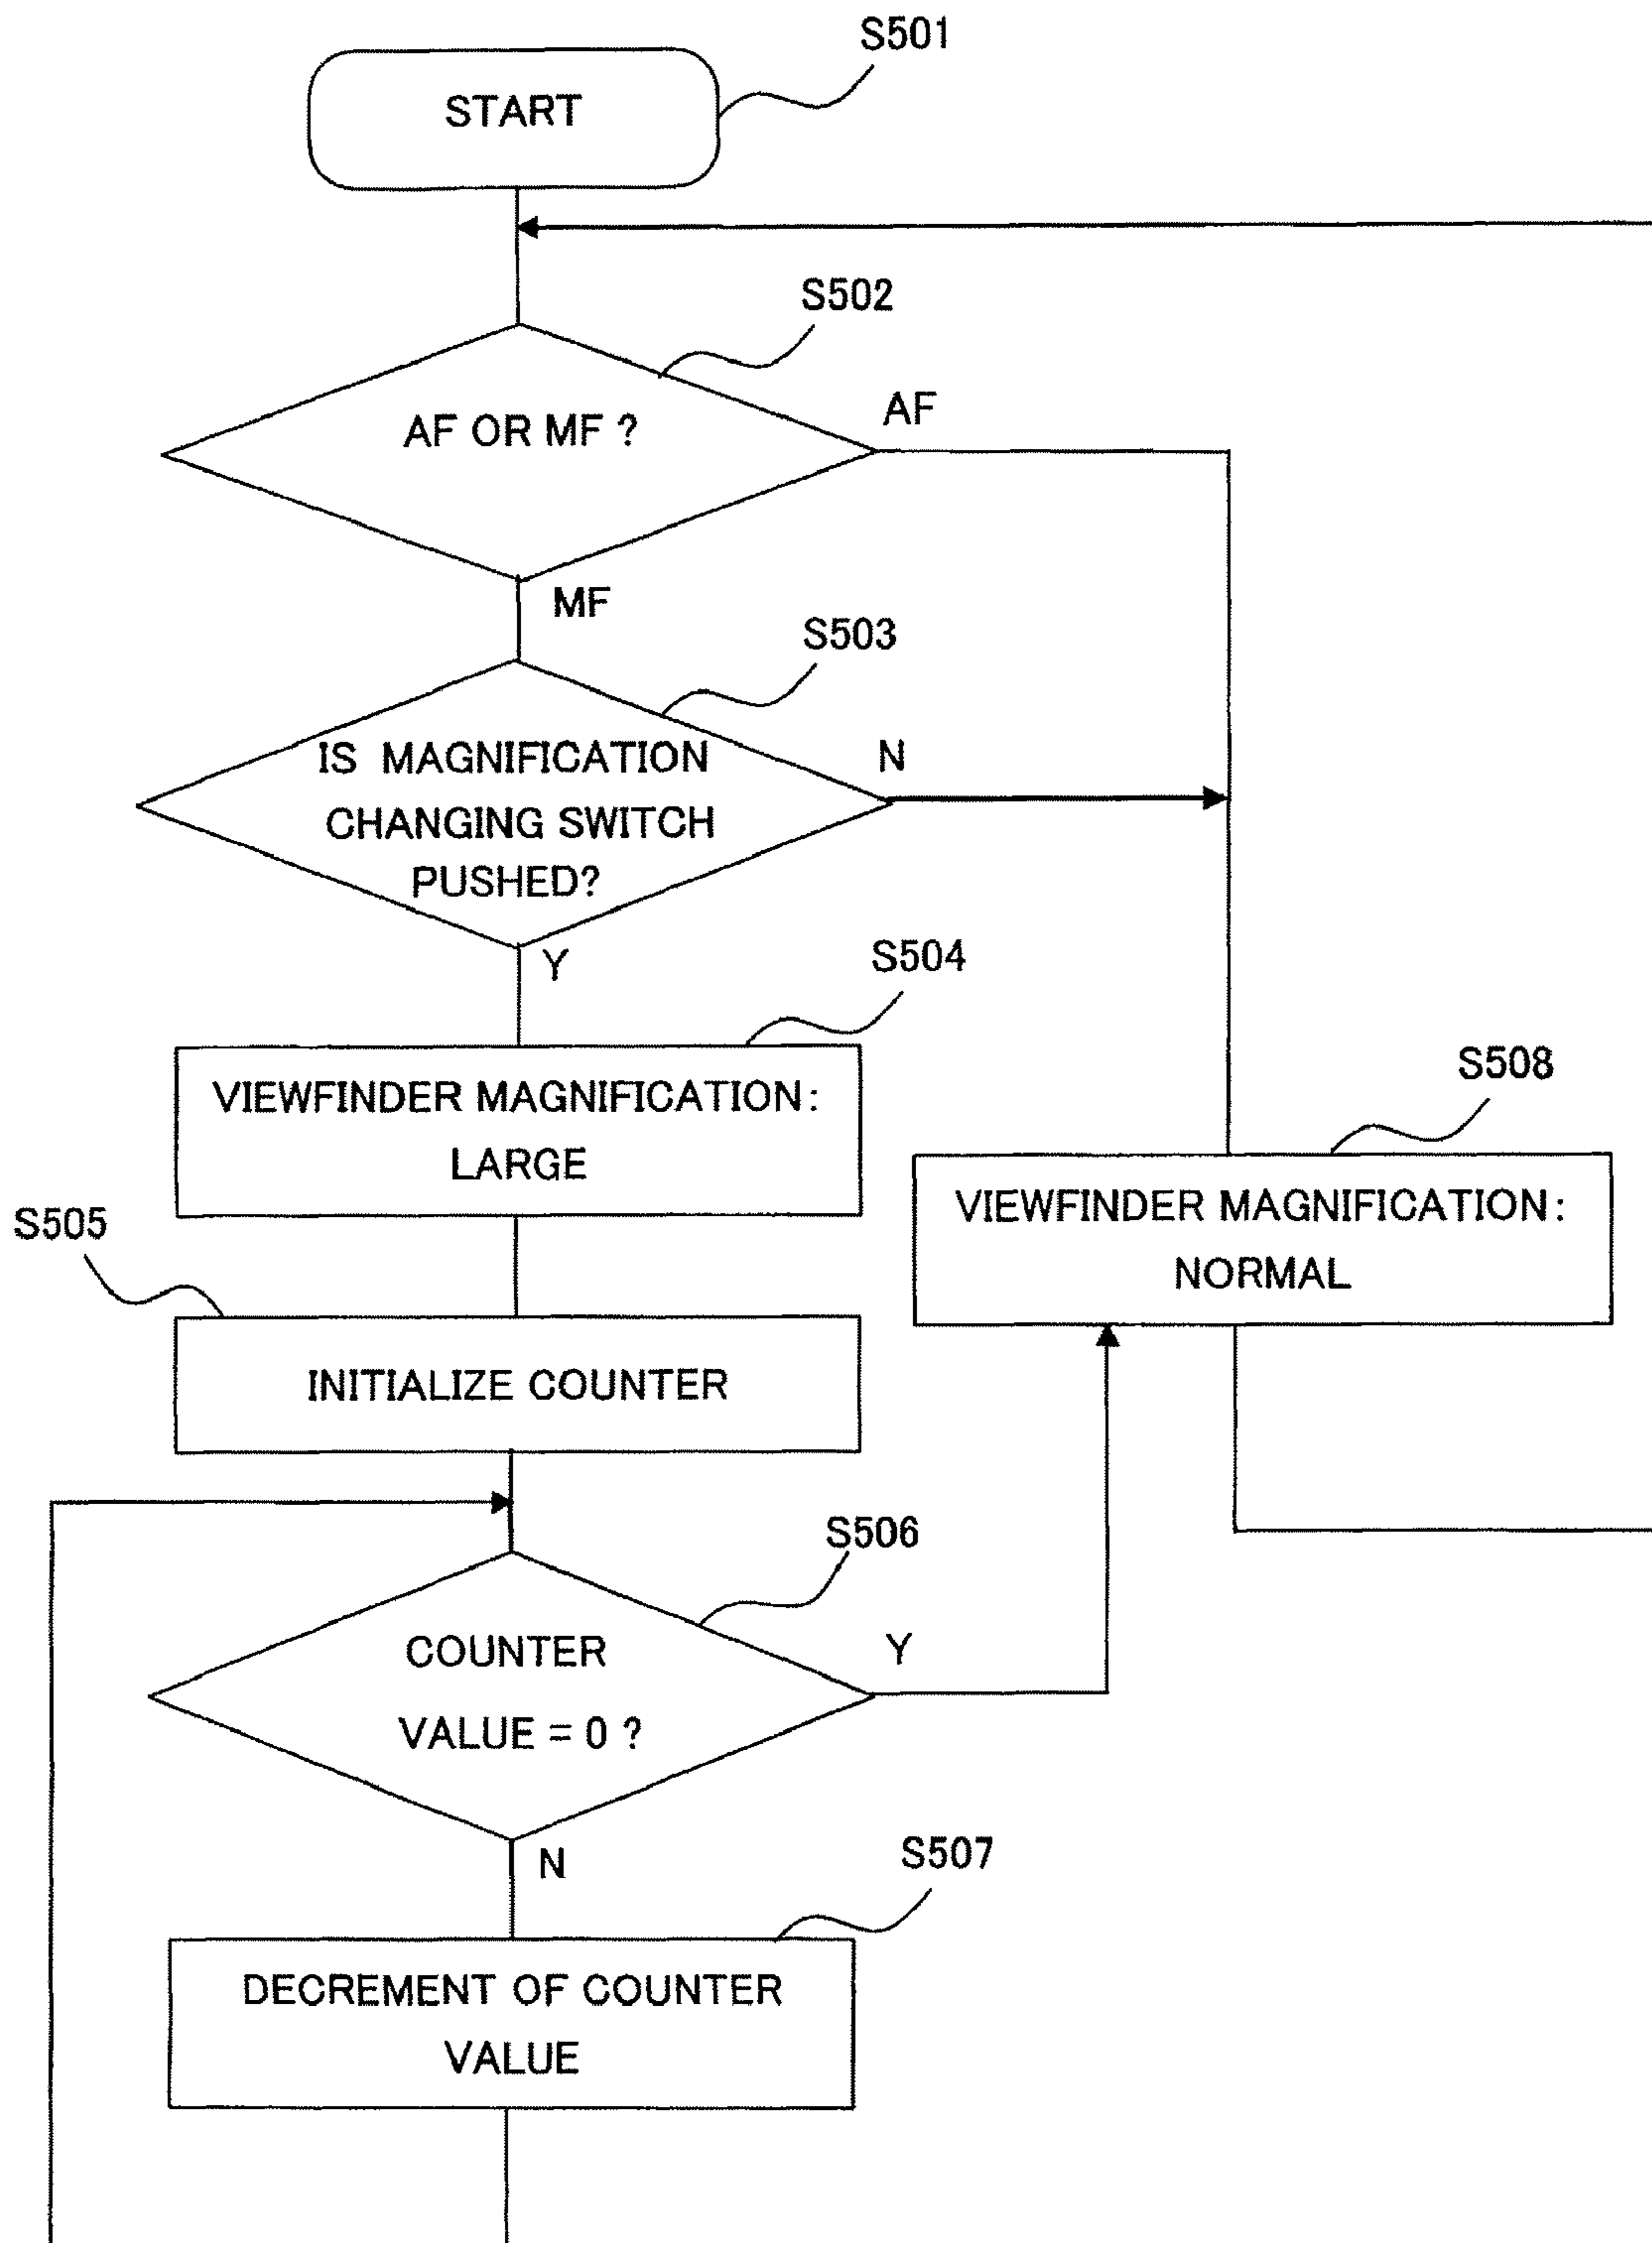 S501
START
S502
AF OR MF ?
AF
MF
S503
IS MAGNIFICATION
CHANGING SWITCH
PUSHED?
N
Y
S504
VIEWFINDER MAGNIFICATION:
LARGE
S508
VIEWFINDER MAGNIFICATION:
NORMAL
S505
INITIALIZE COUNTER
S506
COUNTER
VALUE = 0 ?
Y
N
S507
DECREMENT OF COUNTER
VALUE